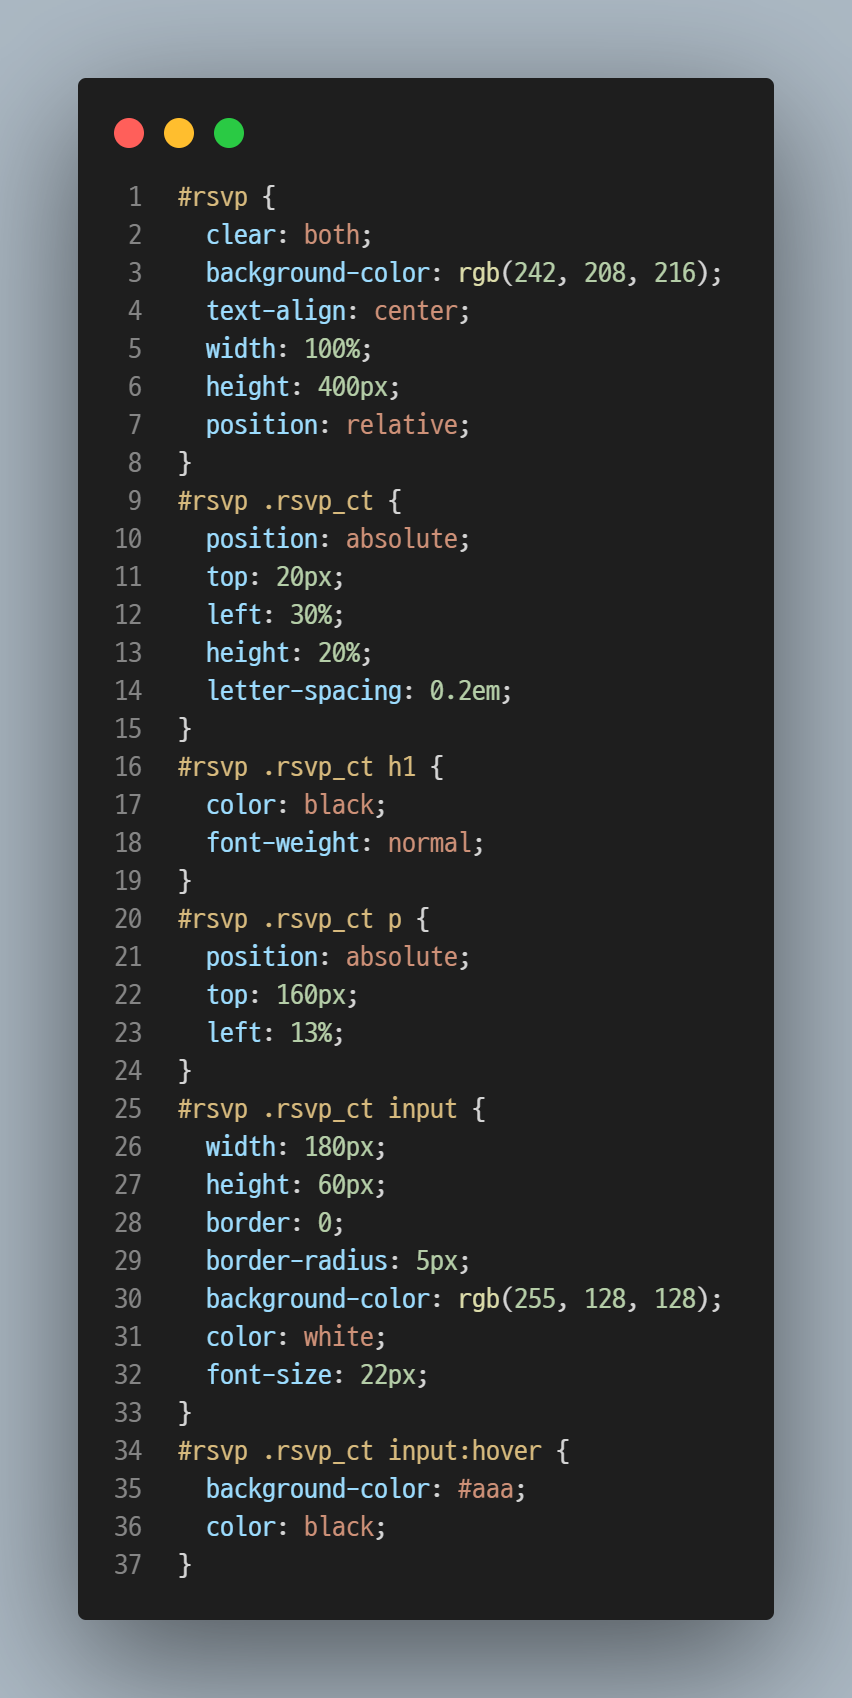 1 #rsvp {
2   clear: both;
3   background-color: rgb(242, 208, 216);
4   text-align: center;
5   width: 100%;
6   height: 400px;
7   position: relative;
8 }
9 #rsvp .rsvp_ct {
10   position: absolute;
11   top: 20px;
12   left: 30%;
13   height: 20%;
14   letter-spacing: 0.2em;
15 }
16 #rsvp .rsvp_ct h1 {
17   color: black;
18   font-weight: normal;
19 }
20 #rsvp .rsvp_ct p {
21   position: absolute;
22   top: 160px;
23   left: 13%;
24 }
25 #rsvp .rsvp_ct input {
26   width: 180px;
27   height: 60px;
28   border: 0;
29   border-radius: 5px;
30   background-color: rgb(255, 128, 128);
31   color: white;
32   font-size: 22px;
33 }
34 #rsvp .rsvp_ct input:hover {
35   background-color: #aaa;
36   color: black;
37 }